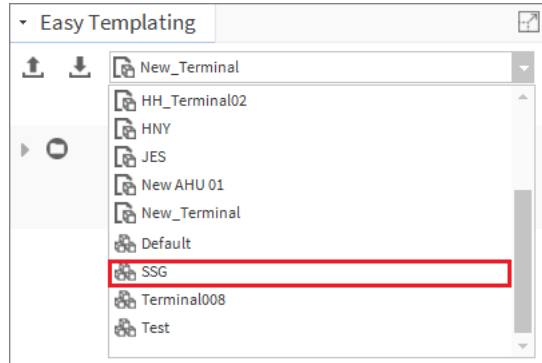 Easy Templating
New_Terminal
HH_Terminal02
HNY
JES
New AHU 01
New_Terminal
Default
SSG
Terminal008
Test